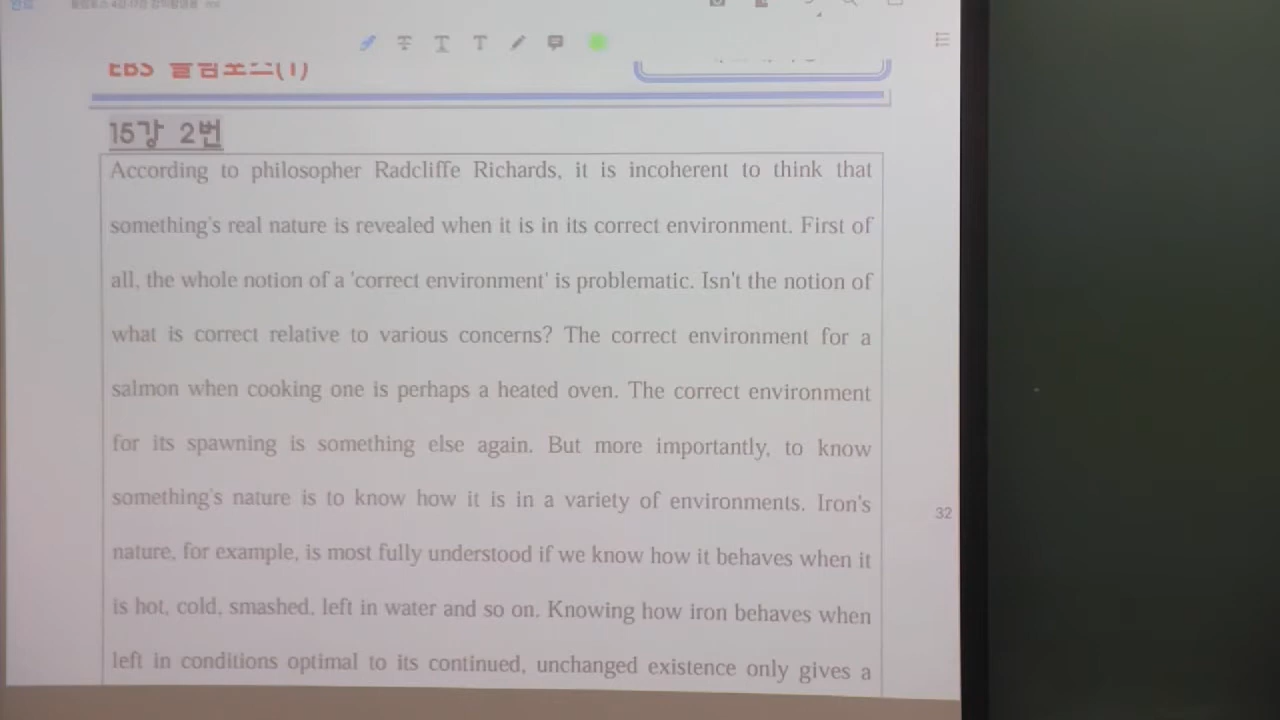 EBS 올림포스(1)
15강 2번
According to philosopher Radcliffe Richards, it is incoherent to think that
something's real nature is revealed when it is in its correct environment. First of
all, the whole notion of a 'correct environment' is problematic. Isn't the notion of
what is correct relative to various concerns? The correct environment for a
salmon when cooking one is perhaps a heated oven. The correct environment
for its spawning is something else again. But more importantly, to know
something's nature is to know how it is in a variety of environments. Iron's
32
nature, for example, is most fully understood if we know how it behaves when it
is hot, cold, smashed, left in water and so on. Knowing how iron behaves when
left in conditions optimal to its continued, unchanged existence only gives a